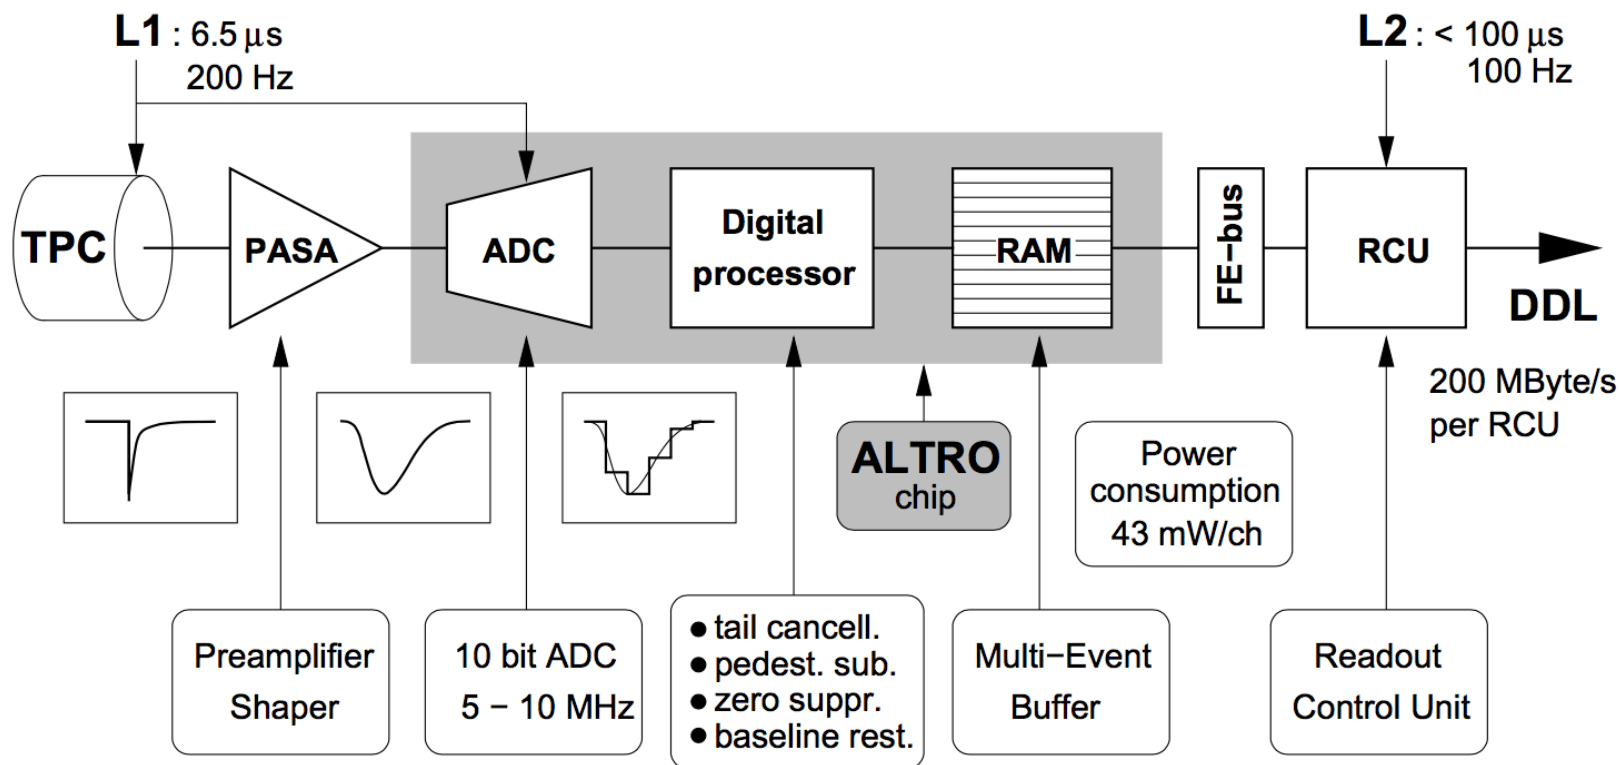 L1 : 6.5 μs
200 Hz
L2 : < 100 μs
100 Hz
TPC
PASA
ADC
Digital
processor
RAM
FE−bus
RCU
DDL
200 MByte/s
per RCU
ALTRO
chip
Power
consumption
43 mW/ch
Preamplifier
Shaper
10 bit ADC
5 − 10 MHz
● tail cancell.
● pedest. sub.
● zero suppr.
● baseline rest.
Multi−Event
Buffer
Readout
Control Unit